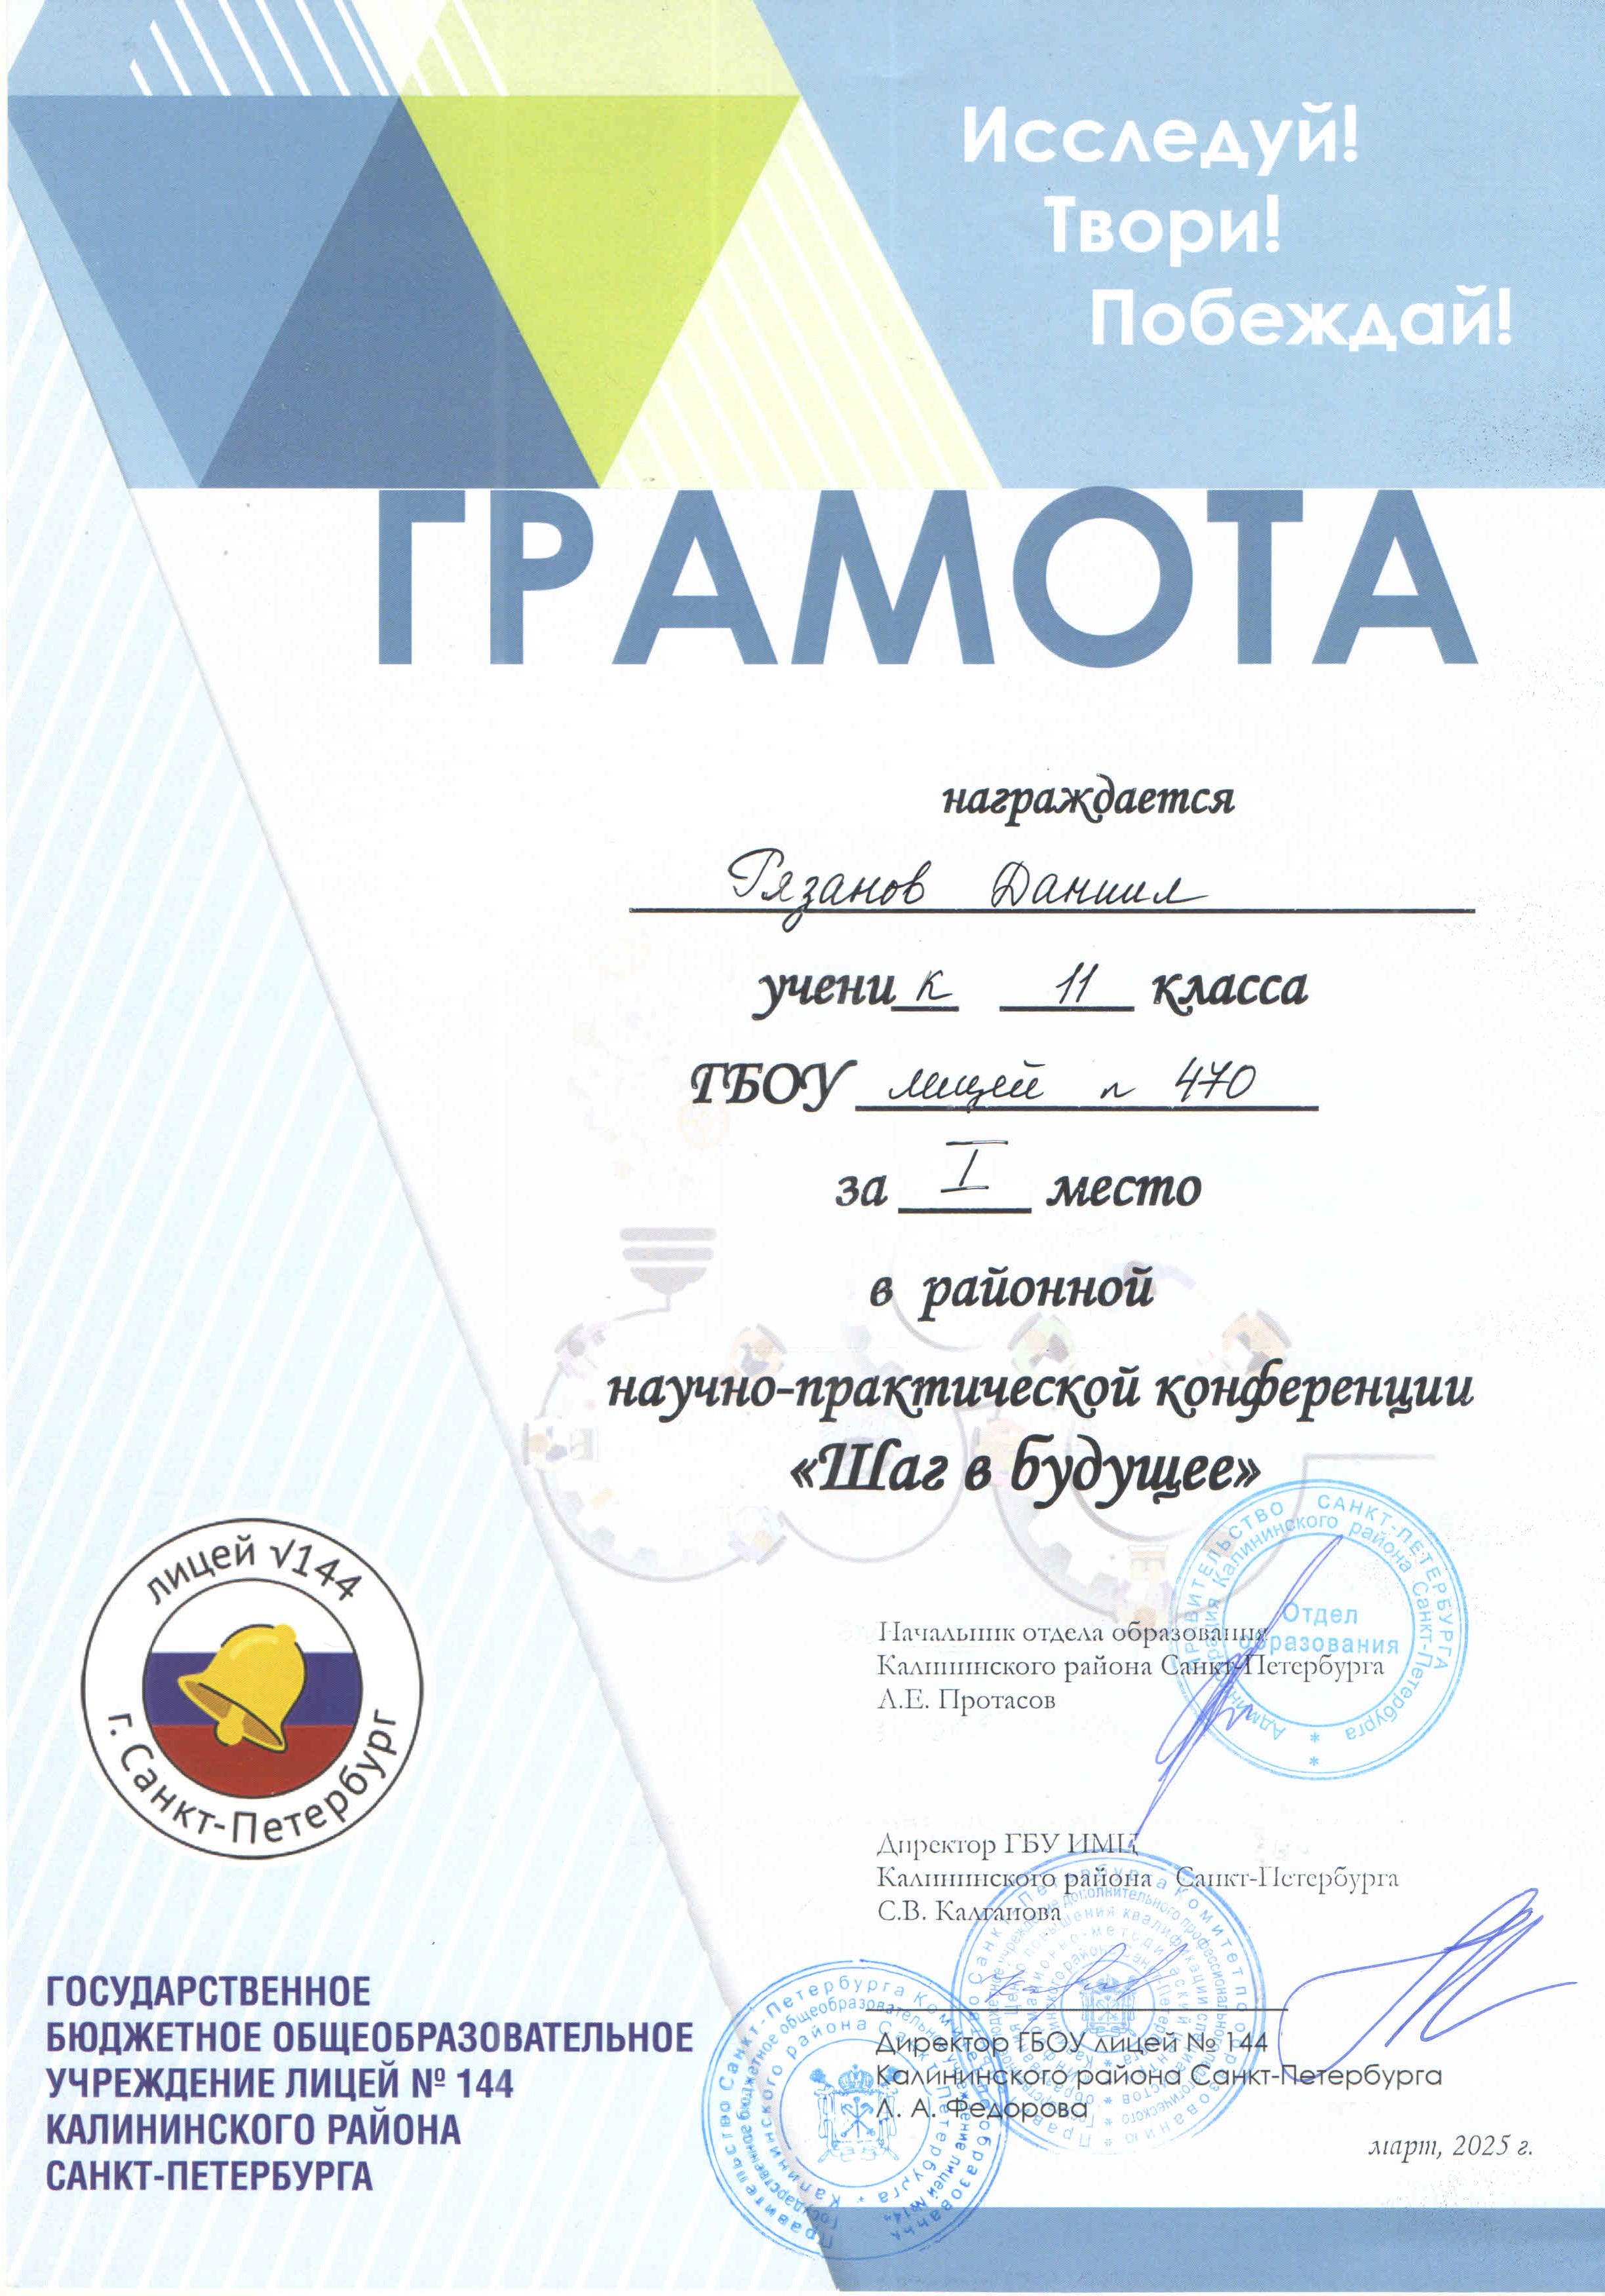 Исследуй!
Твори!
Побеждай!
ГРАМОТА
награждается
Рязанов Даниил
ученик 11 класса
ГБОУ лицей n 470
за I место
в районной
научно-практической конференции
«Шаг в будущее»
ПРАВИТЕЛЬСТВО САНКТ-ПЕТЕРБУРГА
Администрация Калининского района Санкт-Петербурга
Отдел
образования
Начальник отдела образования
Калининского района Санкт-Петербурга
А.Е. Протасов
лицей √144
г. Санкт-Петербург
Директор ГБУ ИМЦ
Калининского района Санкт-Петербурга
С.В. Калганова
Директор ГБОУ лицей № 144
Калининского района Санкт-Петербурга
Л. А. Федорова
март, 2025 г.
ГОСУДАРСТВЕННОЕ
БЮДЖЕТНОЕ ОБЩЕОБРАЗОВАТЕЛЬНОЕ
УЧРЕЖДЕНИЕ ЛИЦЕЙ № 144
КАЛИНИНСКОГО РАЙОНА
САНКТ-ПЕТЕРБУРГА